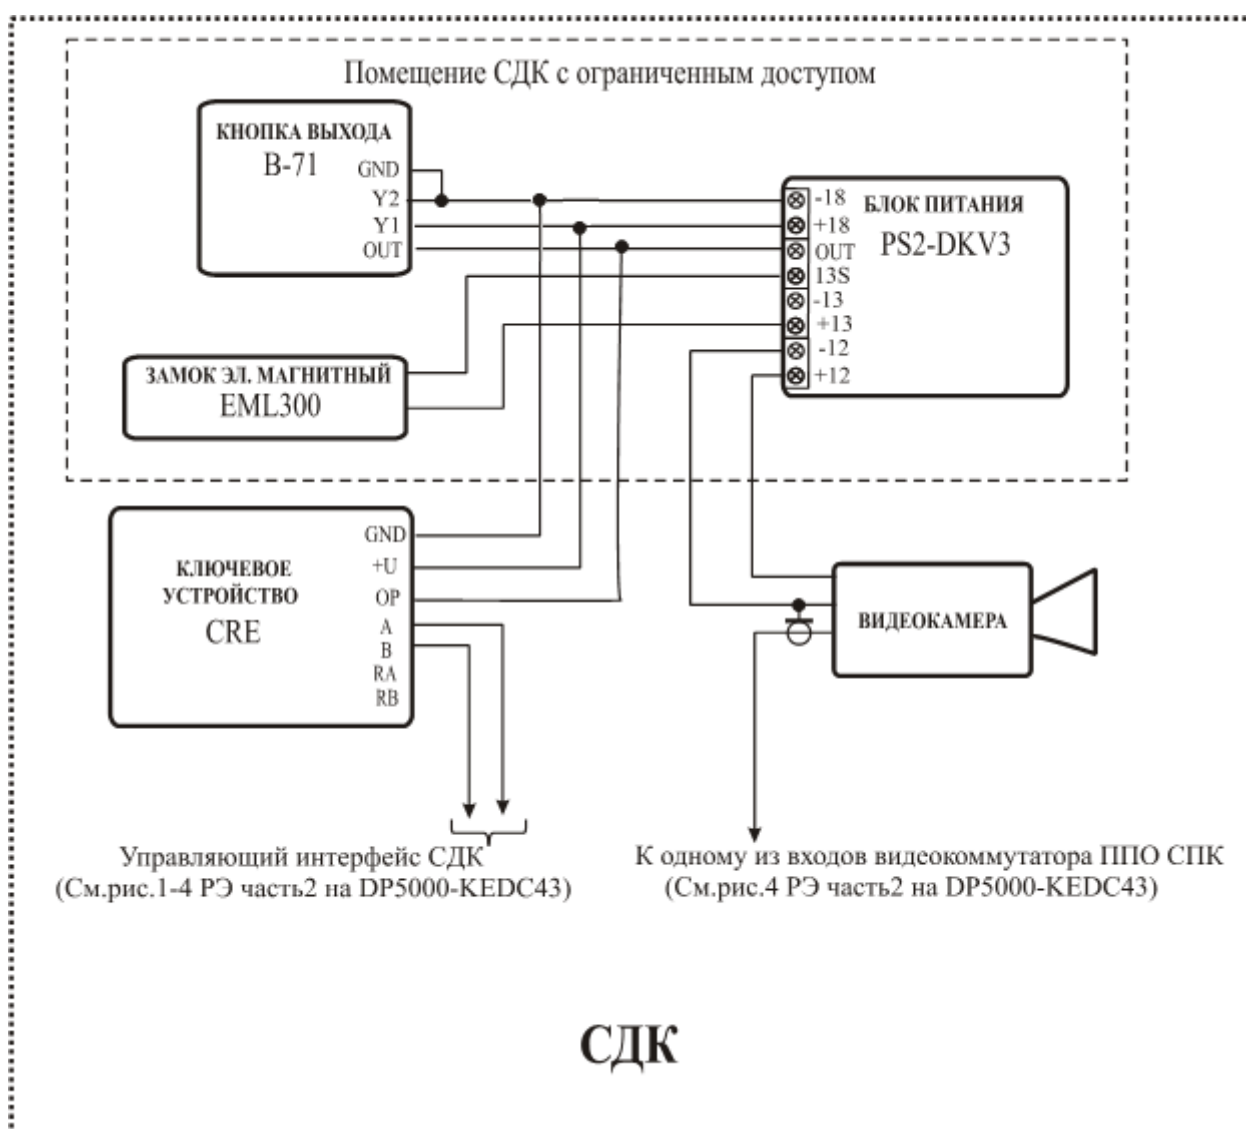 Помещение СДК с ограниченным доступом
КНОПКА ВЫХОДА
В-71
GND
Y2
Y1
OUT
-18
+18
OUT
13S
-13
+13
-12
+12
БЛОК ПИТАНИЯ
PS2-DKV3
ЗАМОК ЭЛ. МАГНИТНЫЙ
EML300
КЛЮЧЕВОЕ
УСТРОЙСТВО
CRE
GND
+U
OP
A
B
RA
RB
ВИДЕОКАМЕРА
Управляющий интерфейс СДК
(См.рис.1-4 РЭ часть2 на DP5000-KEDC43)
К одному из входов видеокоммутатора ППО СПК
(См.рис.4 РЭ часть2 на DP5000-KEDC43)
СДК